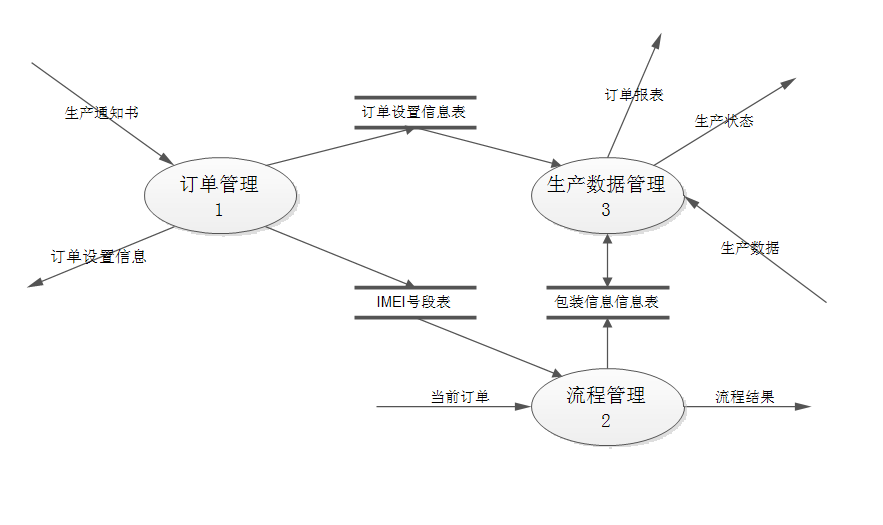 订单报表
生产通知书
订单设置信息表
生产状态
订单管理
1
生产数据管理
3
订单设置信息
生产数据
IMEI号段表
包装信息信息表
当前订单
流程管理
2
流程结果